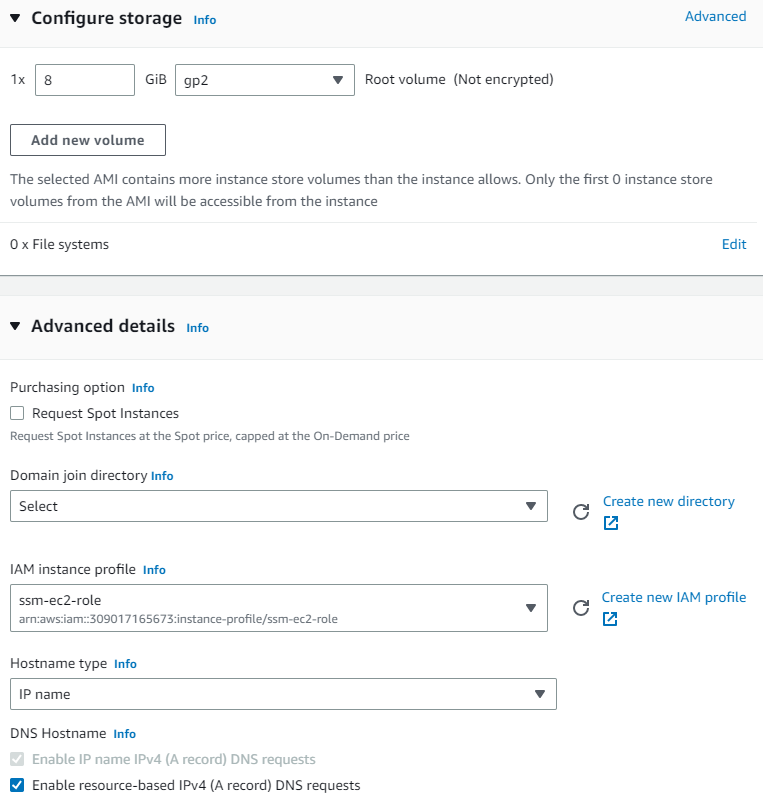 Configure storage Info Advanced
1x 8 GiB gp2 Root volume (Not encrypted)
Add new volume
The selected AMI contains more instance store volumes than the instance allows. Only the first 0 instance store
volumes from the AMI will be accessible from the instance
0 x File systems Edit
Advanced details Info
Purchasing option Info
Request Spot Instances
Request Spot Instances at the Spot price, capped at the On-Demand price
Domain join directory Info
Select Create new directory
IAM instance profile Info
ssm-ec2-role Create new IAM profile
arn:aws:iam::309017165673:instance-profile/ssm-ec2-role
Hostname type Info
IP name
DNS Hostname Info
Enable IP name IPv4 (A record) DNS requests
Enable resource-based IPv4 (A record) DNS requests